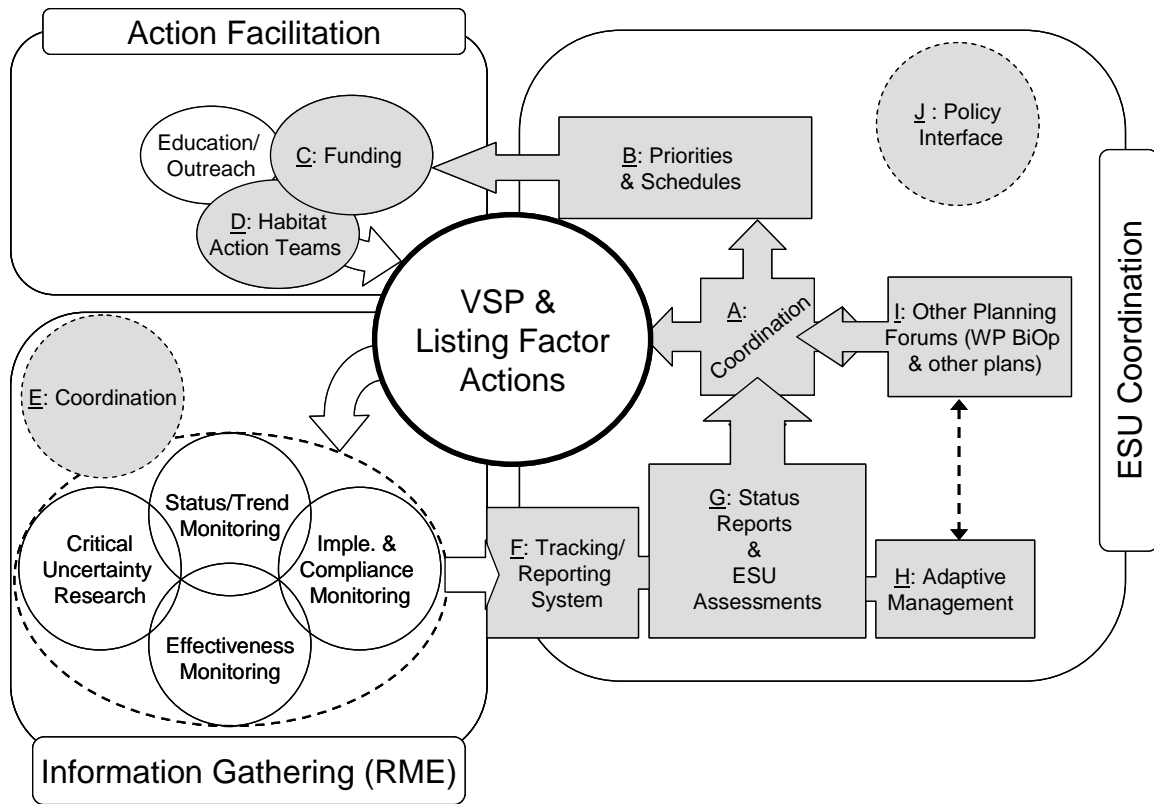 Action Facilitation
Education/
Outreach
C: Funding
D: Habitat
Action Teams
B: Priorities
& Schedules
J : Policy
Interface
ESU Coordination
VSP &
Listing Factor
Actions
A:
Coordination
I: Other Planning
Forums (WP BiOp
& other plans)
E: Coordination
Status/Trend
Monitoring
Critical
Uncertainty
Research
Imple. &
Compliance
Monitoring
Effectiveness
Monitoring
F: Tracking/
Reporting
System
G: Status
Reports
&
ESU
Assessments
H: Adaptive
Management
Information Gathering (RME)